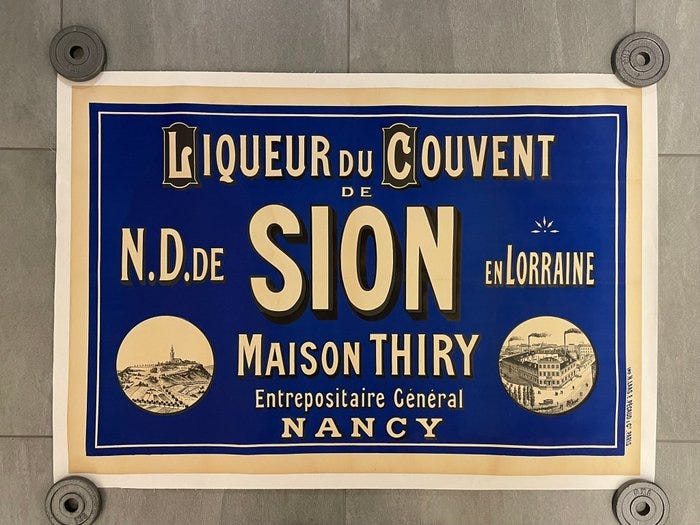 LIQUEUR DU COUVENT
DE
N.D. DE SION EN LORRAINE
MAISON THIRY
Entrepositaire Général
NANCY